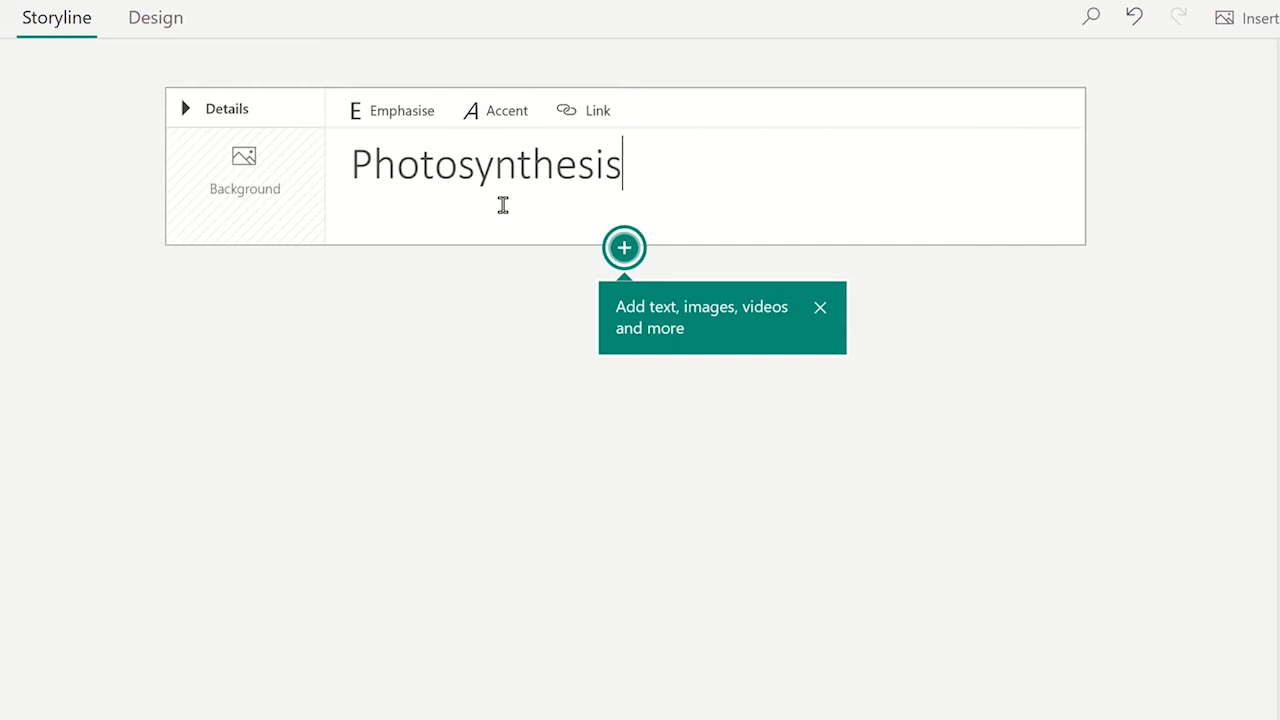 Storyline Design Insert
Details E Emphasise A Accent Link
Background
Photosynthesis
Add text, images, videos
and more